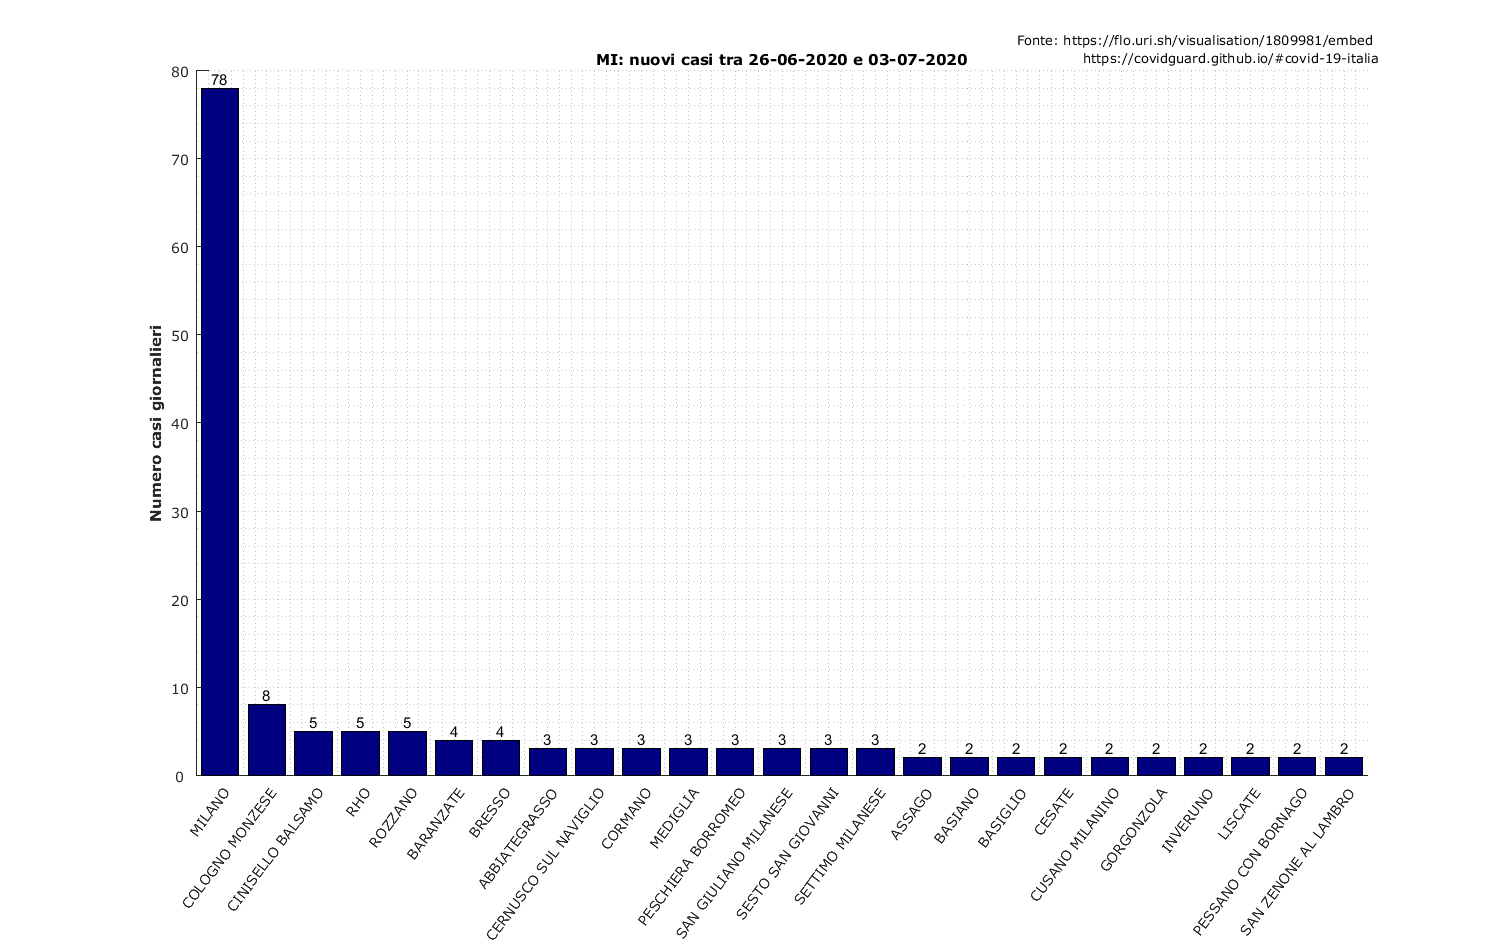 Fonte: https://flo.uri.sh/visualisation/1809981/embed
https://covidguard.github.io/#covid-19-italia
MI: nuovi casi tra 26-06-2020 e 03-07-2020
Numero casi giornalieri
80
70
60
50
40
30
20
10
0
78
8
5
5
5
4
4
3
3
3
3
3
3
3
3
2
2
2
2
2
2
2
2
2
2
MILANO
COLOGNO MONZESE
CINISELLO BALSAMO
RHO
ROZZANO
BARANZATE
BRESSO
ABBIATEGRASSO
CERNUSCO SUL NAVIGLIO
CORMANO
MEDIGLIA
PESCHIERA BORROMEO
SAN GIULIANO MILANESE
SESTO SAN GIOVANNI
SETTIMO MILANESE
ASSAGO
BASIANO
BASIGLIO
CESATE
CUSANO MILANINO
GORGONZOLA
INVERUNO
LISCATE
PESSANO CON BORNAGO
SAN ZENONE AL LAMBRO